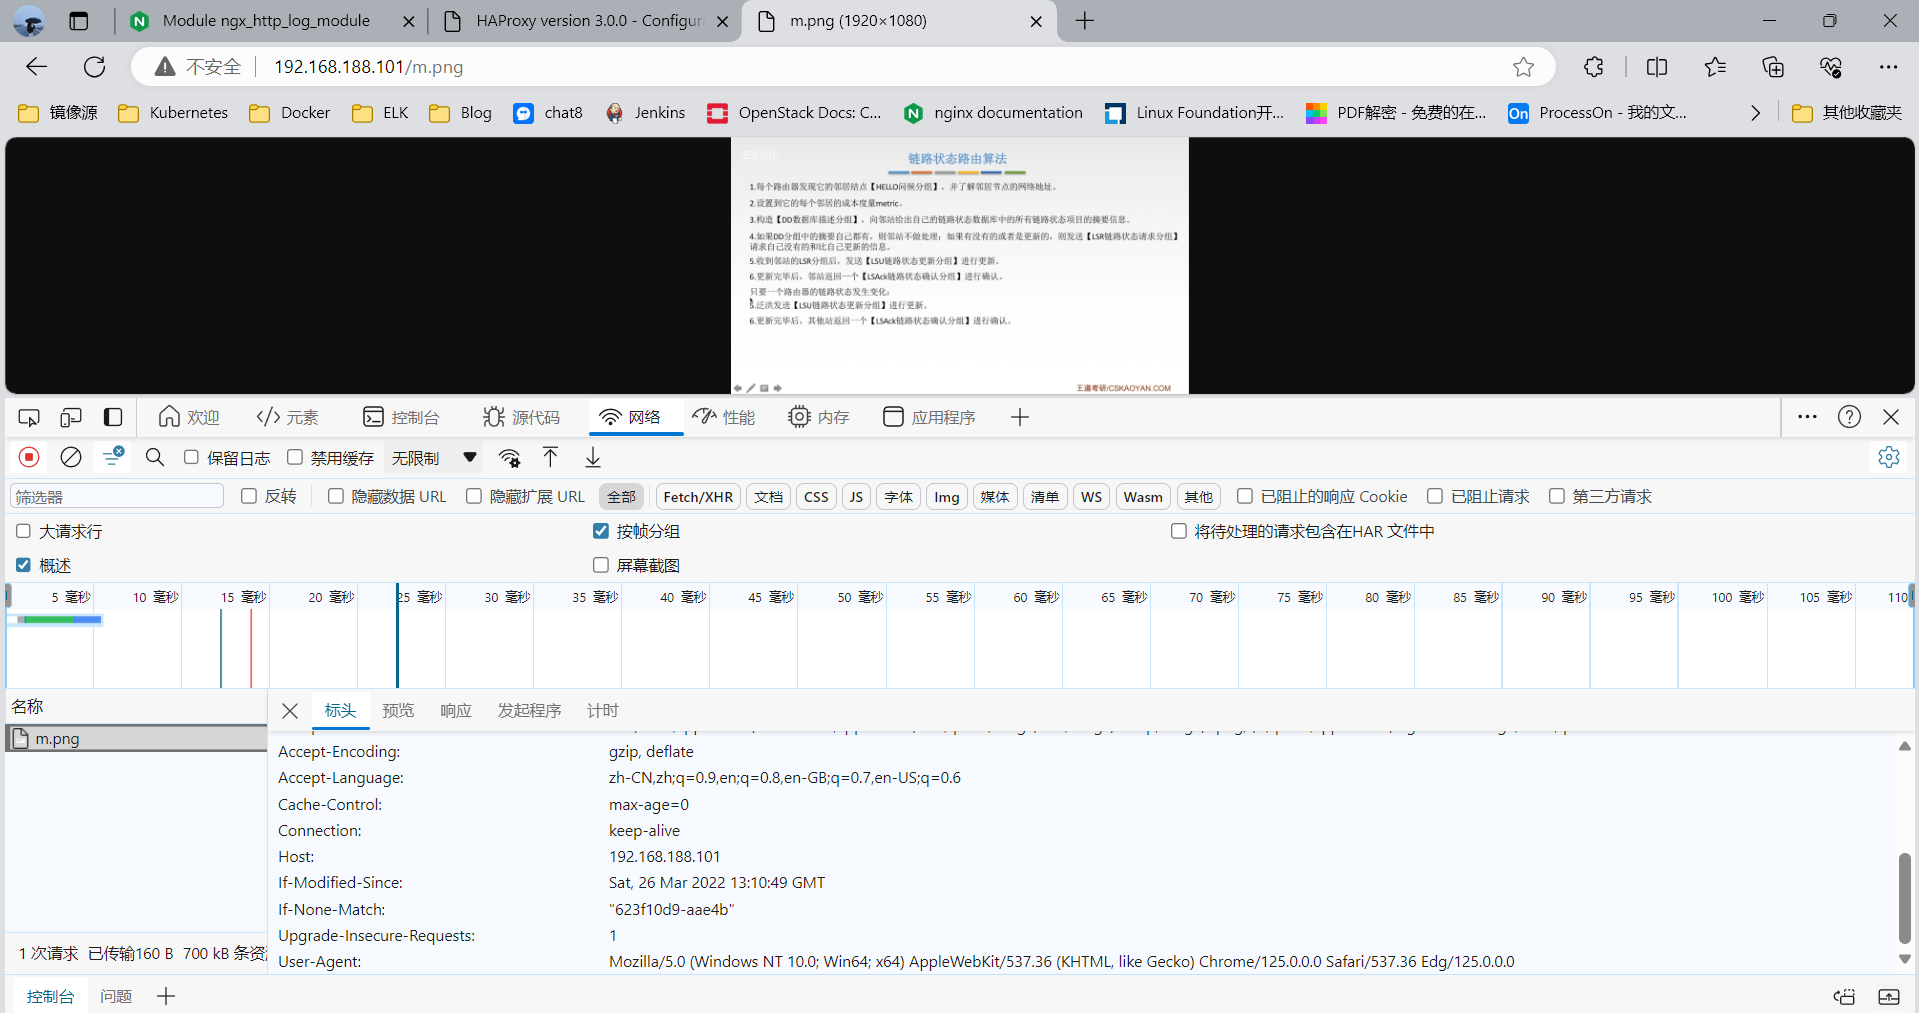 Module ngx_http_log_module
HAProxy version 3.0.0 - Configur
m.png (1920×1080)
不安全 192.168.188.101/m.png
镜像源 Kubernetes Docker ELK Blog chat8 Jenkins OpenStack Docs: C... nginx documentation Linux Foundation开... PDF解密 - 免费的在... ProcessOn - 我的文... 其他收藏夹
链路状态路由算法
1.每个路由器发现它的邻居结点【HELLO问候分组】，并了解邻居节点的网络地址。
2.设置到它的每个邻居的成本度量metric。
3.构造【DD数据库描述分组】，向邻站给出自己的链路状态数据库中的所有链路状态项目的摘要信息。
4.如果DD分组中的摘要自己都有，则邻站不做处理；如果有没有的或者是更新的，则发送【LSR链路状态请求分组】
请求自己没有的和比自己更新的信息。
5.收到邻站的LSR分组后，发送【LSU链路状态更新分组】进行更新。
6.更新完毕后，邻站返回一个【LSAck链路状态确认分组】进行确认。
只要一个路由器的链路状态发生变化：
5.泛洪发送【LSU链路状态更新分组】进行更新。
6.更新完毕后，其他站返回一个【LSAck链路状态确认分组】进行确认。
王道考研/CSKAOYAN.COM
欢迎 元素 控制台 源代码 网络 性能 内存 应用程序
保留日志 禁用缓存 无限制
筛选器 反转 隐藏数据 URL 隐藏扩展 URL 全部 Fetch/XHR 文档 CSS JS 字体 Img 媒体 清单 WS Wasm 其他 已阻止的响应 Cookie 已阻止请求 第三方请求
大请求行 按帧分组 将待处理的请求包含在HAR 文件中
概述 屏幕截图
5 毫秒 10 毫秒 15 毫秒 20 毫秒 25 毫秒 30 毫秒 35 毫秒 40 毫秒 45 毫秒 50 毫秒 55 毫秒 60 毫秒 65 毫秒 70 毫秒 75 毫秒 80 毫秒 85 毫秒 90 毫秒 95 毫秒 100 毫秒 105 毫秒 110
名称 标头 预览 响应 发起程序 计时
m.png
Accept-Encoding: gzip, deflate
Accept-Language: zh-CN,zh;q=0.9,en;q=0.8,en-GB;q=0.7,en-US;q=0.6
Cache-Control: max-age=0
Connection: keep-alive
Host: 192.168.188.101
If-Modified-Since: Sat, 26 Mar 2022 13:10:49 GMT
If-None-Match: "623f10d9-aae4b"
Upgrade-Insecure-Requests: 1
User-Agent: Mozilla/5.0 (Windows NT 10.0; Win64; x64) AppleWebKit/537.36 (KHTML, like Gecko) Chrome/125.0.0.0 Safari/537.36 Edg/125.0.0.0
1 次请求 已传输160 B 700 kB 条资
控制台 问题